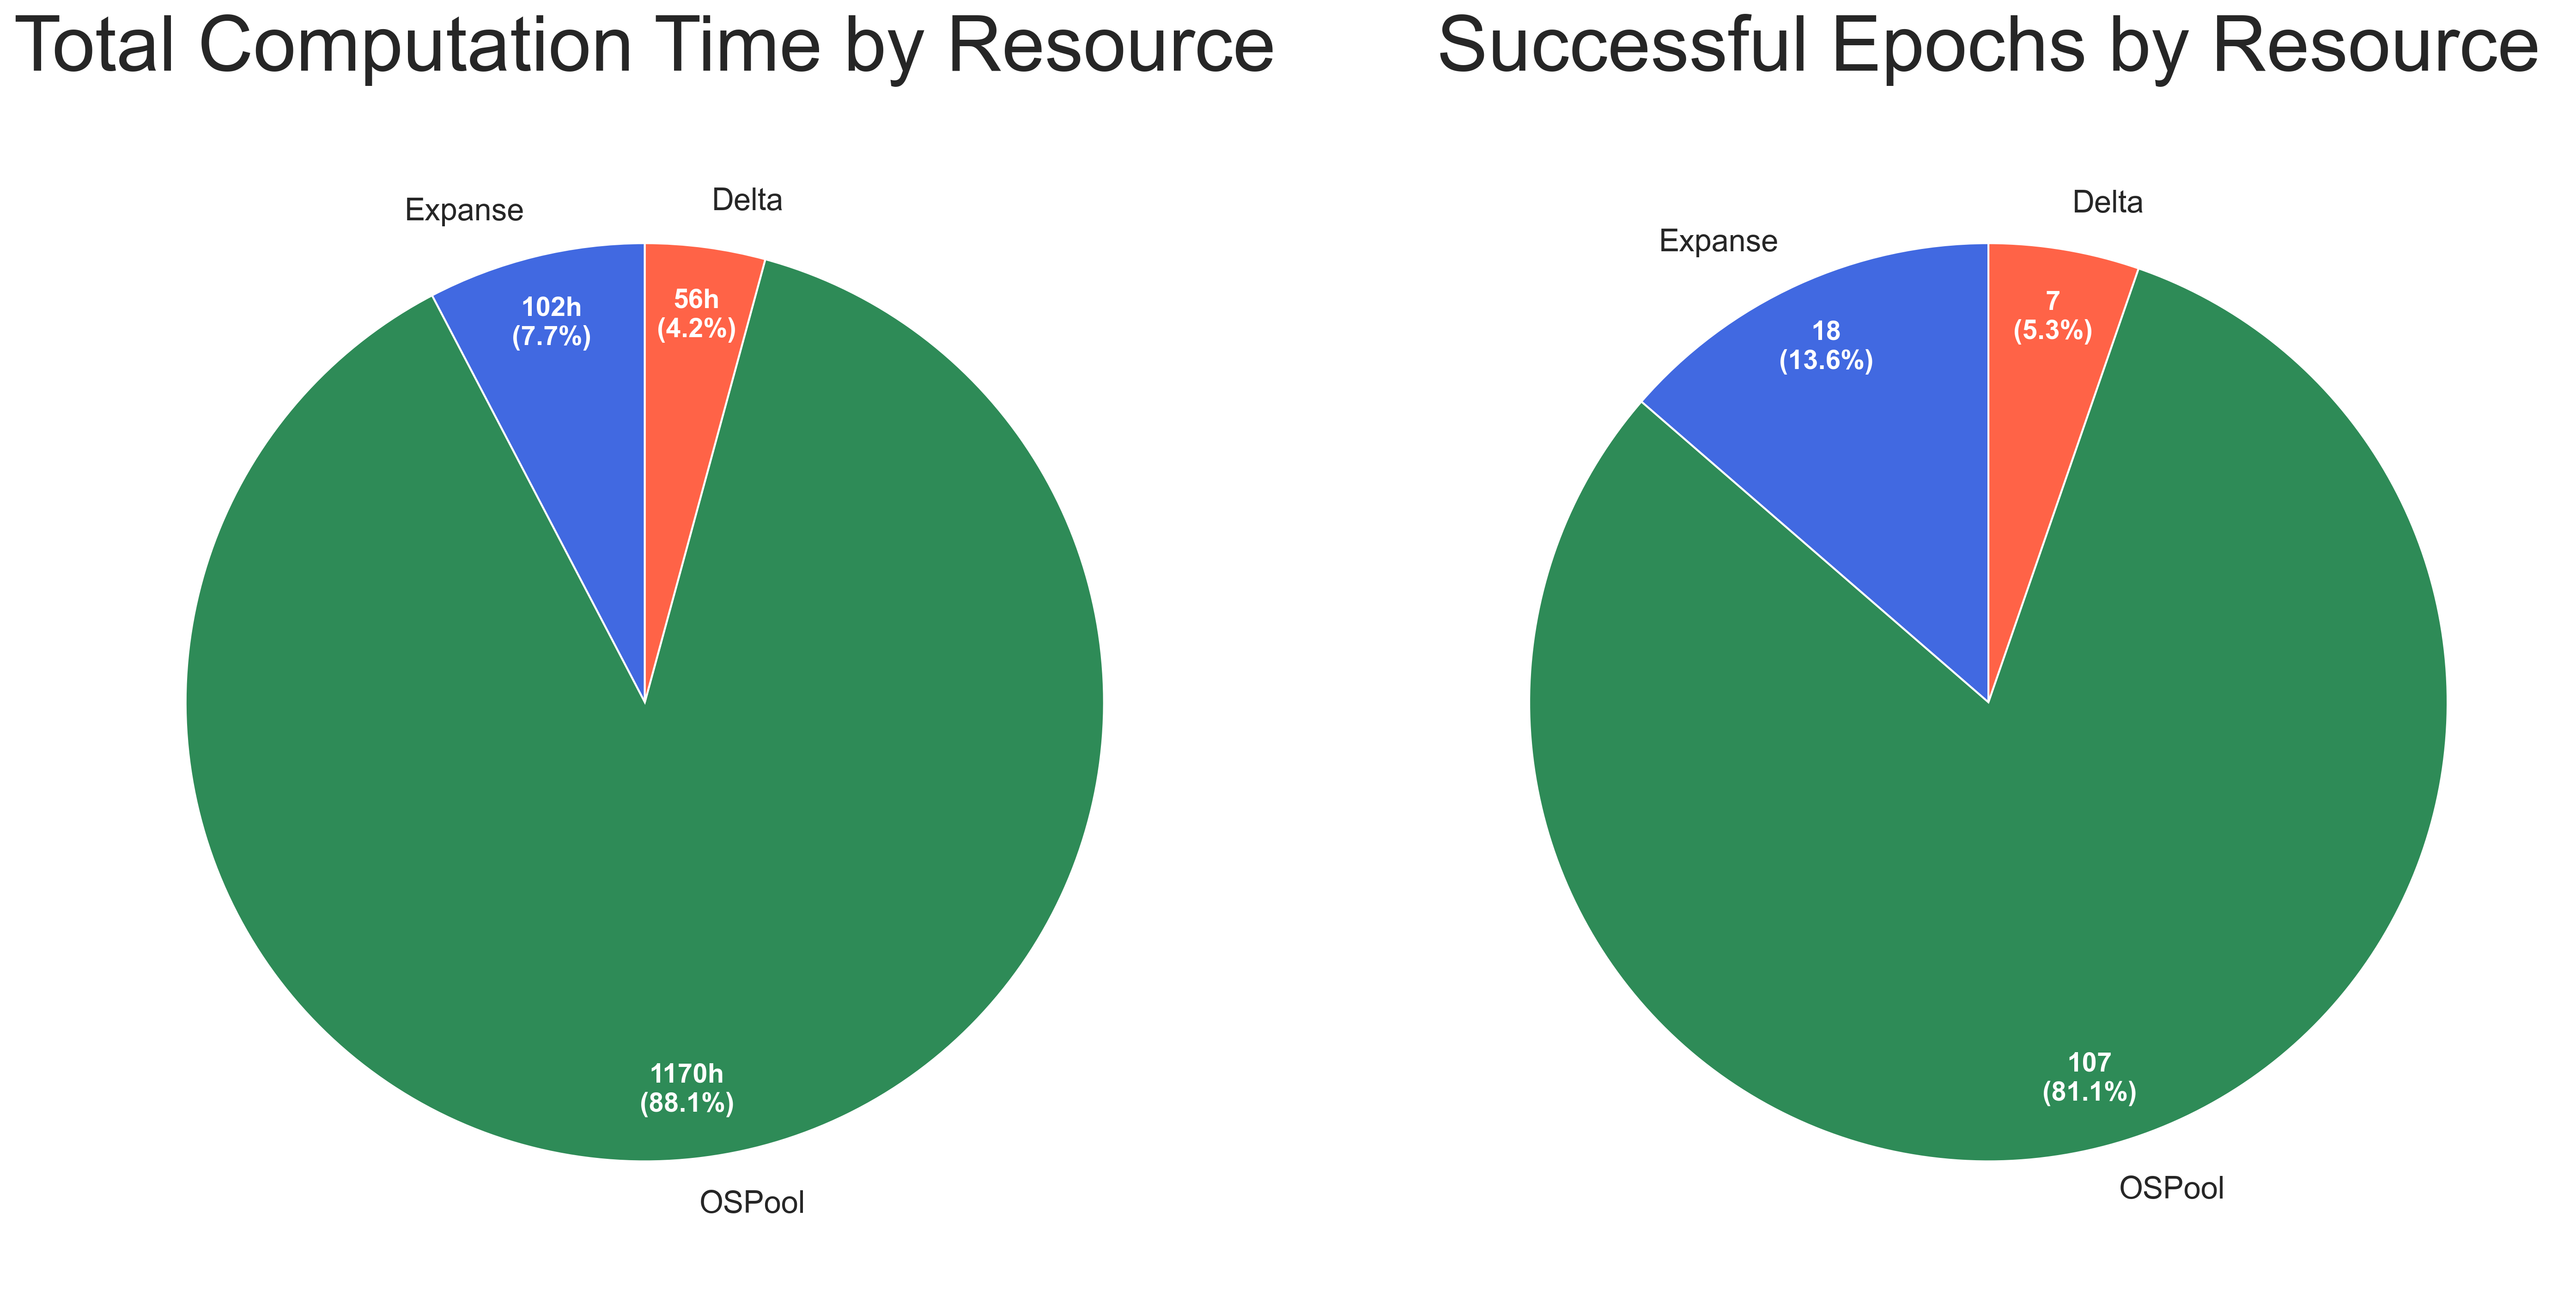 Total Computation Time by Resource
Expanse
Delta
102h
(7.7%)
56h
(4.2%)
1170h
(88.1%)
OSPool
Successful Epochs by Resource
Expanse
Delta
18
(13.6%)
7
(5.3%)
107
(81.1%)
OSPool